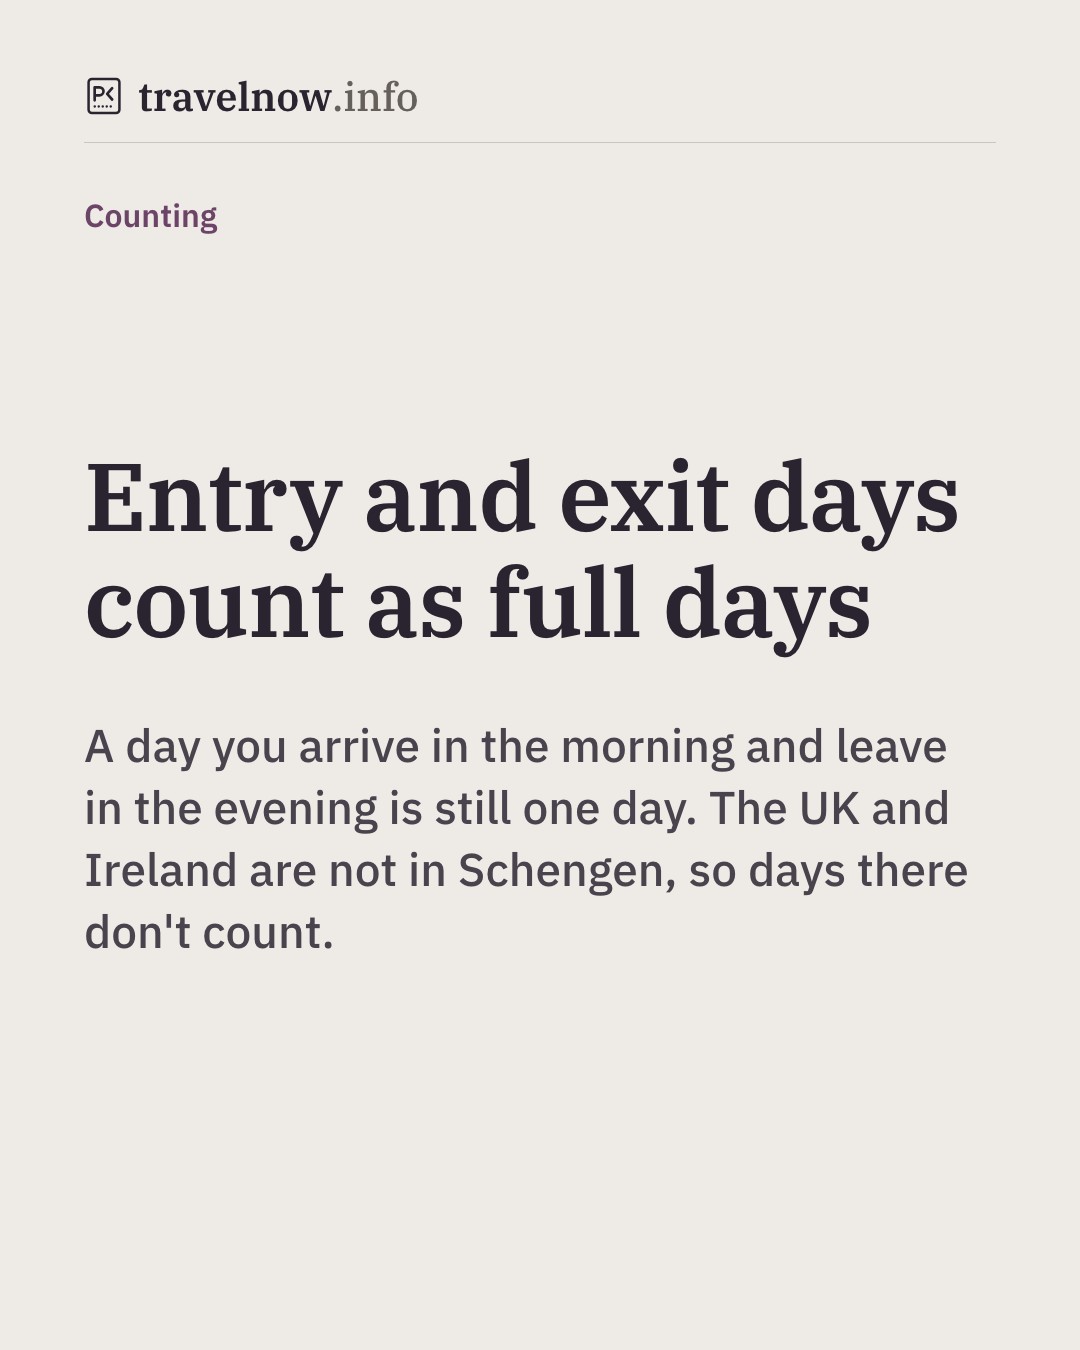 travelnow.info
Counting
Entry and exit days
count as full days
A day you arrive in the morning and leave
in the evening is still one day. The UK and
Ireland are not in Schengen, so days there
don't count.